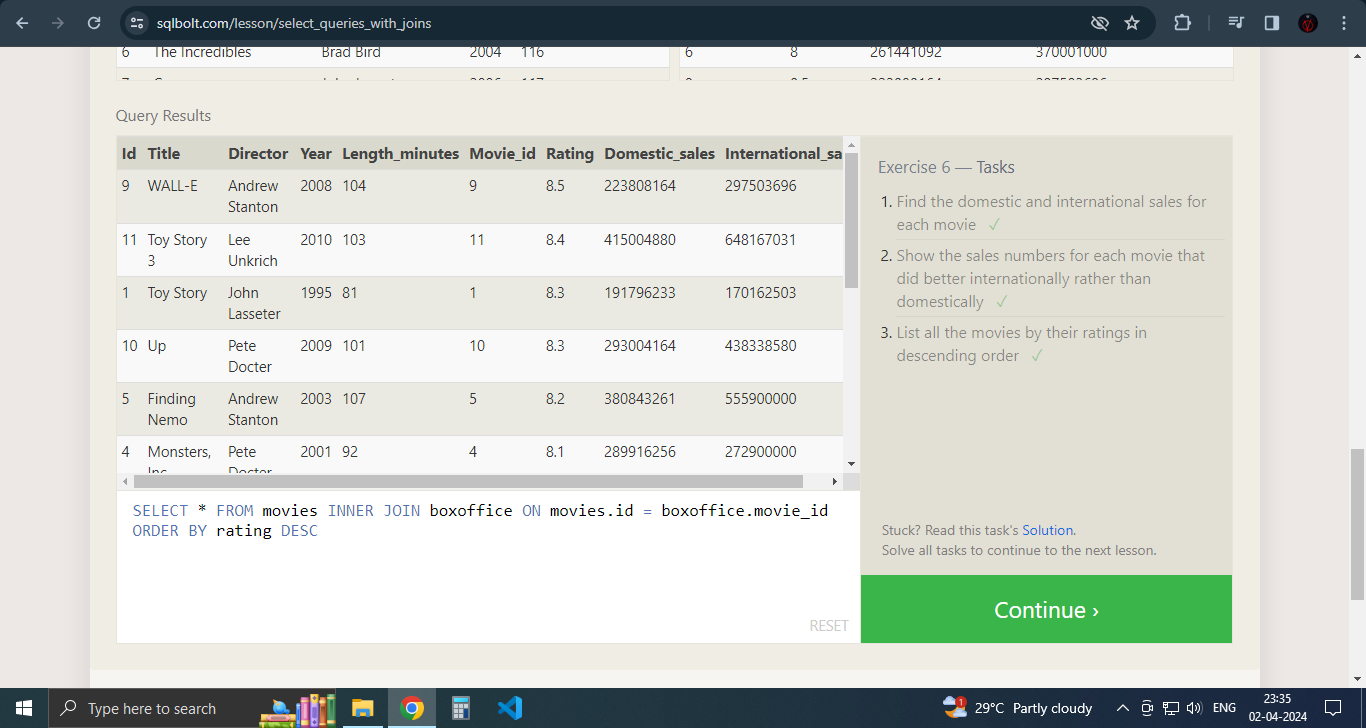 sqlbolt.com/lesson/select_queries_with_joins
6 The Incredibles Brad Bird 2004 116 6 8 261441092 370001000
Query Results
Id Title Director Year Length_minutes Movie_id Rating Domestic_sales International_sa
9 WALL-E Andrew Stanton 2008 104 9 8.5 223808164 297503696
11 Toy Story 3 Lee Unkrich 2010 103 11 8.4 415004880 648167031
1 Toy Story John Lasseter 1995 81 1 8.3 191796233 170162503
10 Up Pete Docter 2009 101 10 8.3 293004164 438338580
5 Finding Nemo Andrew Stanton 2003 107 5 8.2 380843261 555900000
4 Monsters, Inc. Pete Docter 2001 92 4 8.1 289916256 272900000
SELECT * FROM movies INNER JOIN boxoffice ON movies.id = boxoffice.movie_id
ORDER BY rating DESC
RESET
Exercise 6 — Tasks
1. Find the domestic and international sales for
each movie ✓
2. Show the sales numbers for each movie that
did better internationally rather than
domestically ✓
3. List all the movies by their ratings in
descending order ✓
Stuck? Read this task's Solution.
Solve all tasks to continue to the next lesson.
Continue ›
Type here to search
1
29°C Partly cloudy
ENG
23:35
02-04-2024